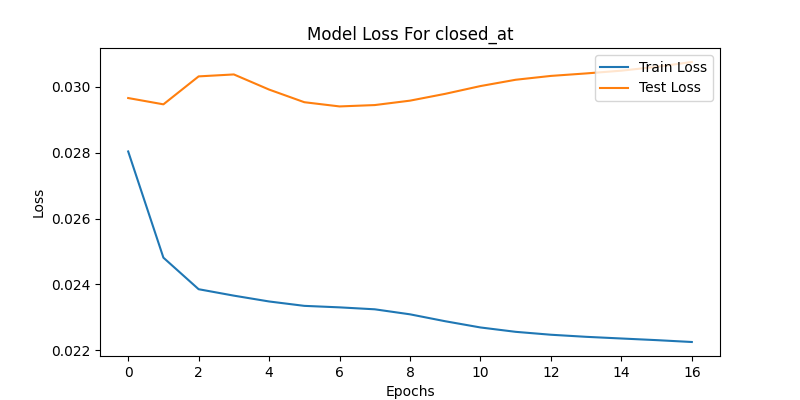 Model Loss For closed_at
Train Loss
Test Loss
0.030
0.028
0.026
0.024
0.022
Loss
0 2 4 6 8 10 12 14 16
Epochs